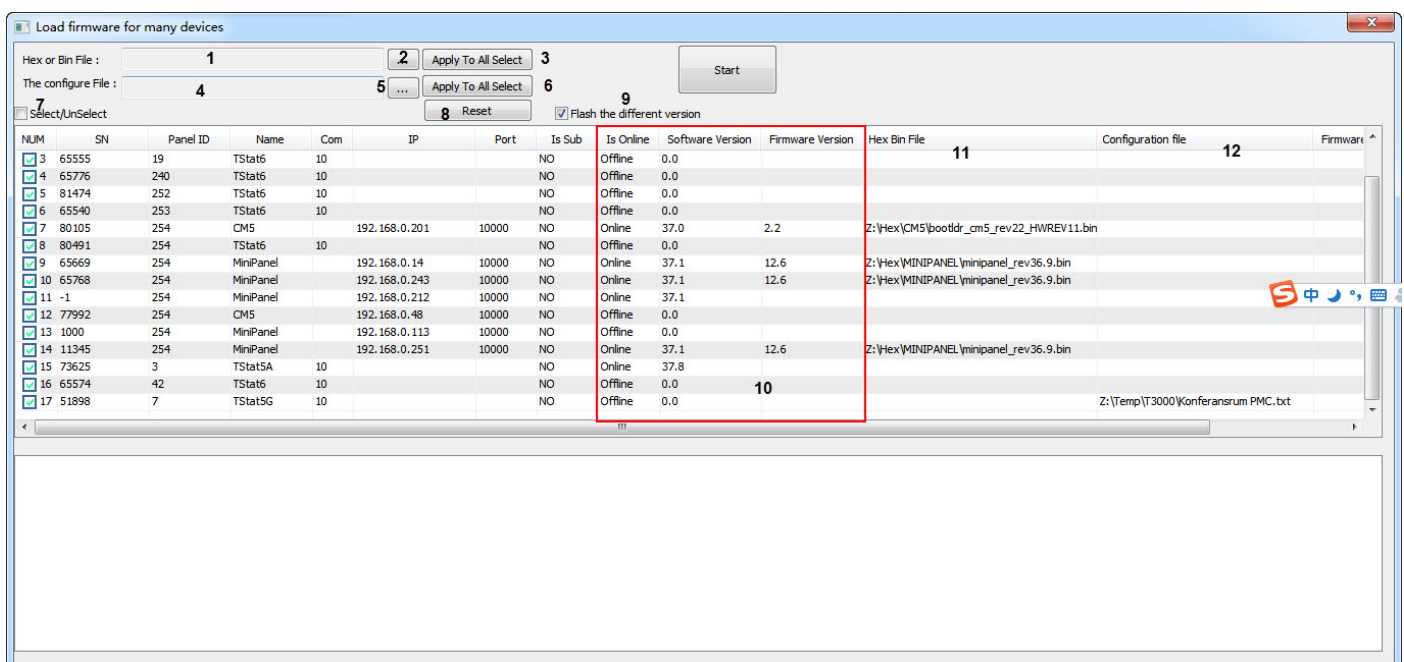 Load firmware for many devices
Hex or Bin File : 1 .2 Apply To All Select 3 Start
The configure File : 4 5 ... Apply To All Select 6
7 Select/UnSelect 8 Reset 9 Flash the different version
NUM SN Panel ID Name Com IP Port Is Sub Is Online Software Version Firmware Version Hex Bin File 11 Configuration file 12 Firmware
3 65555 19 TStat6 10 NO Offline 0.0
4 65776 240 TStat6 10 NO Offline 0.0
5 81474 252 TStat6 10 NO Offline 0.0
6 65540 253 TStat6 10 NO Offline 0.0
7 80105 254 CM5 192.168.0.201 10000 NO Online 37.0 2.2 Z:\Hex\CM5\bootldr_cm5_rev22_HWREV11.bin
8 80491 254 TStat6 10 NO Offline 0.0
9 65669 254 MiniPanel 192.168.0.14 10000 NO Online 37.1 12.6 Z:\Hex\MINIPANEL\minipanel_rev36.9.bin
10 65768 254 MiniPanel 192.168.0.243 10000 NO Online 37.1 12.6 Z:\Hex\MINIPANEL\minipanel_rev36.9.bin
11 -1 254 MiniPanel 192.168.0.212 10000 NO Online 37.1
12 77992 254 CM5 192.168.0.48 10000 NO Offline 0.0
13 1000 254 MiniPanel 192.168.0.113 10000 NO Offline 0.0
14 11345 254 MiniPanel 192.168.0.251 10000 NO Online 37.1 12.6 Z:\Hex\MINIPANEL\minipanel_rev36.9.bin
15 73625 3 TStat5A 10 NO Online 37.8
16 65574 42 TStat6 10 NO Offline 0.0 10
17 51898 7 TStat5G 10 NO Offline 0.0 Z:\Temp\T3000\Konferansrum PMC.txt
S 中